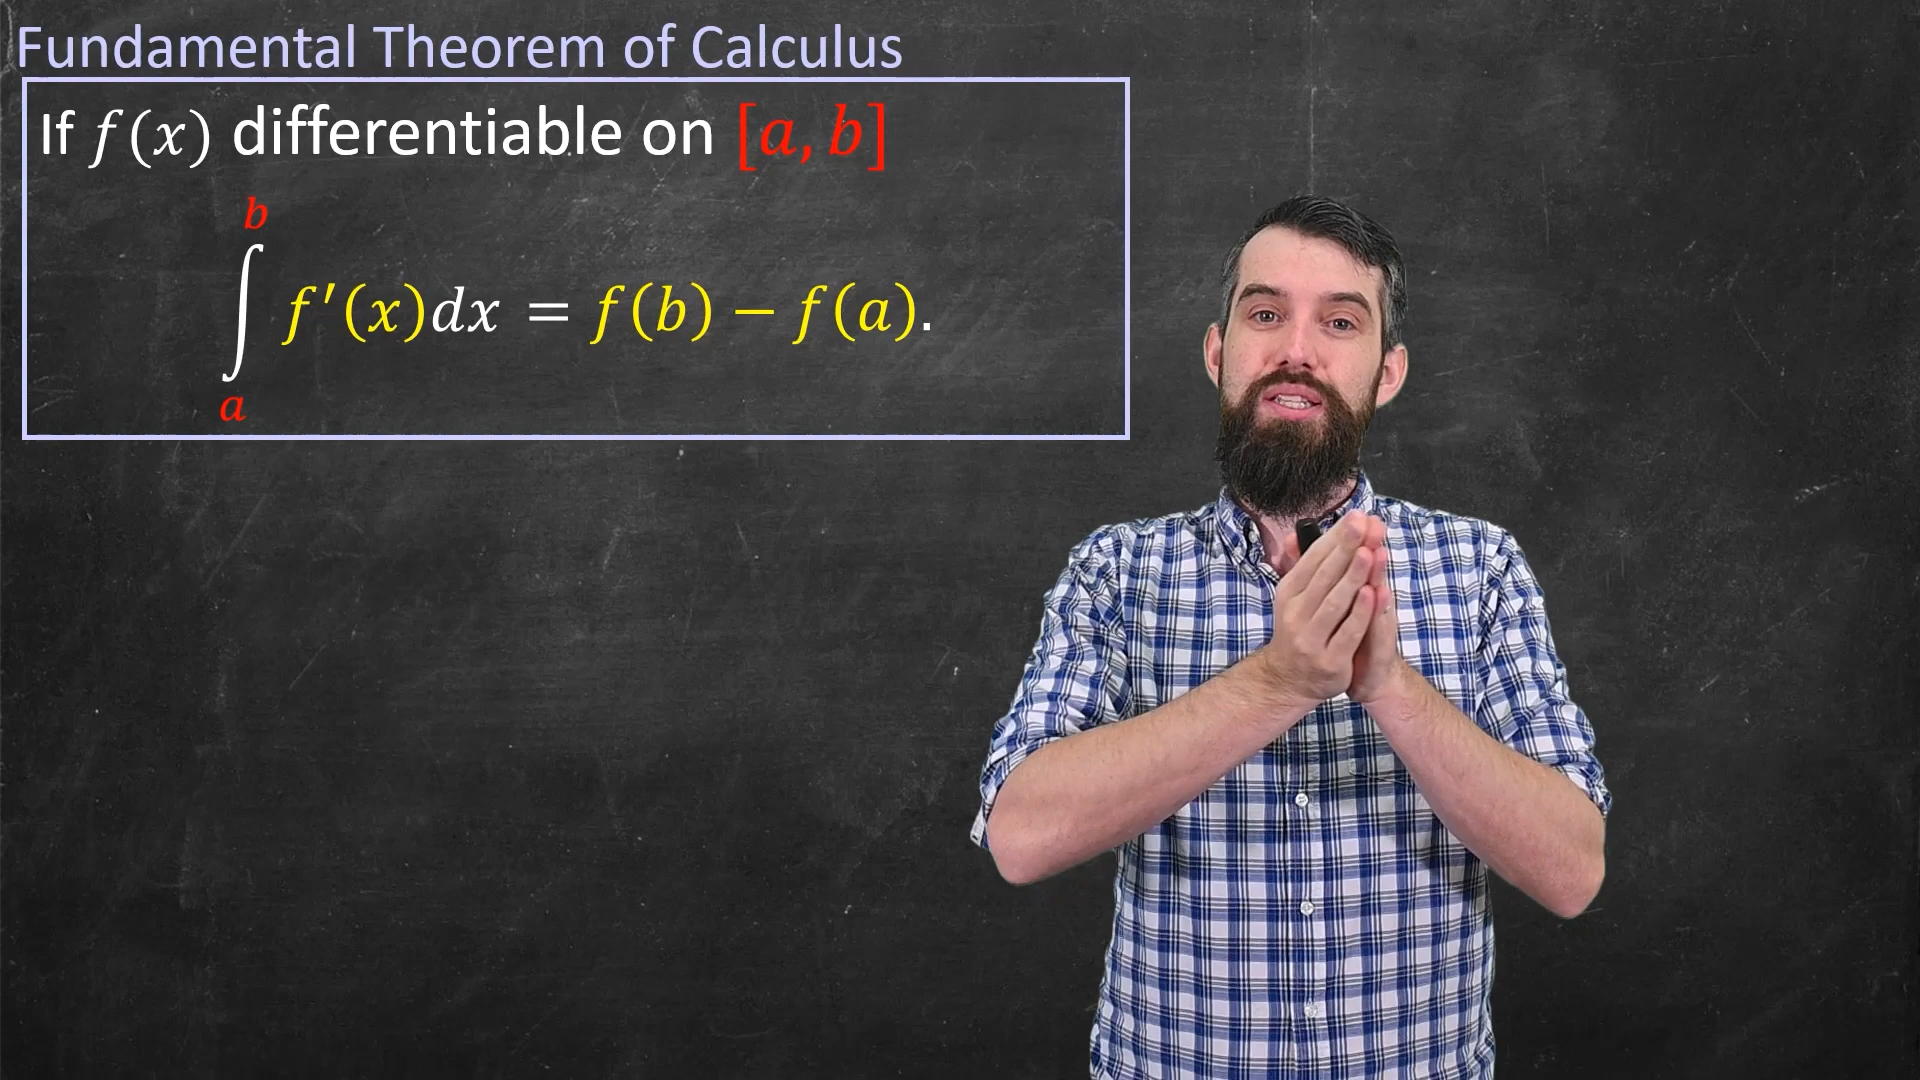 Fundamental Theorem of Calculus
If f(x) differentiable on [a, b]
∫_a^b f'(x)dx = f(b) − f(a).